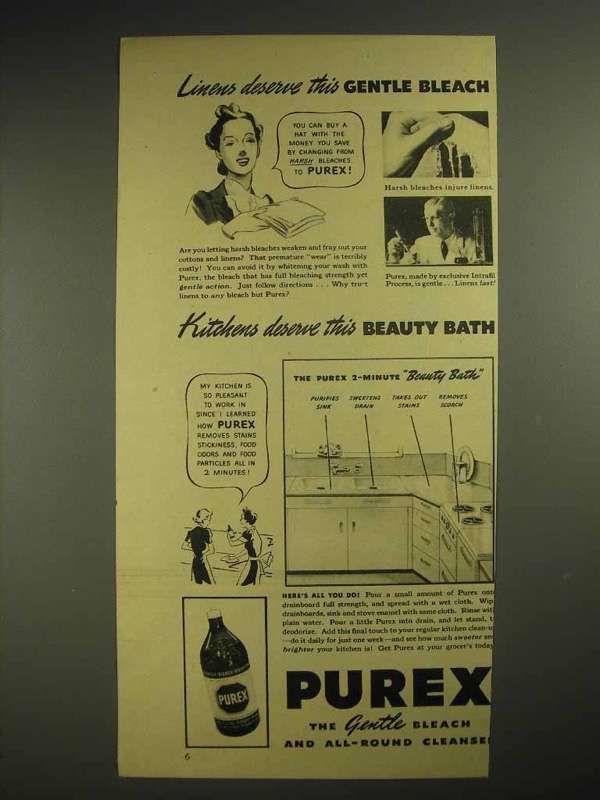 Linens deserve this GENTLE BLEACH
YOU CAN BUY A
HAT WITH THE
MONEY YOU SAVE
BY CHANGING FROM
HARSH BLEACHES
TO PUREX!
Harsh bleaches injure linens.
Are you letting harsh bleaches weaken and fray out your
cottons and linens? That premature "wear" is terribly
costly! You can avoid it by whitening your wash with
Purex, the bleach that has full bleaching strength yet
gentle action. Just follow directions . . . Why trust
linens to any bleach but Purex?
Purex, made by exclusive Intrafil
Process, is gentle . . . Linens last!
Kitchens deserve this BEAUTY BATH
MY KITCHEN IS
SO PLEASANT
TO WORK IN
SINCE I LEARNED
HOW PUREX
REMOVES STAINS
STICKINESS, FOOD
ODORS AND FOOD
PARTICLES ALL IN
2 MINUTES!
THE PUREX 2-MINUTE "Beauty Bath"
PURIFIES SINK
SWEETENS DRAIN
TAKES OUT STAINS
REMOVES SCORCH
HERE'S ALL YOU DO! Pour a small amount of Purex ont
drainboard full strength, and spread with a wet cloth. Wip
drainboards, sink and stove enamel with same cloth. Rinse wit
plain water. Pour a little Purex into drain, and let stand, t
deodorize. Add this final touch to your regular kitchen clean-u
—do it daily for just one week—and see how much sweeter an
brighter your kitchen is! Get Purex at your grocer's today
PUREX
PUREX
THE Gentle BLEACH
AND ALL-ROUND CLEANSE
6